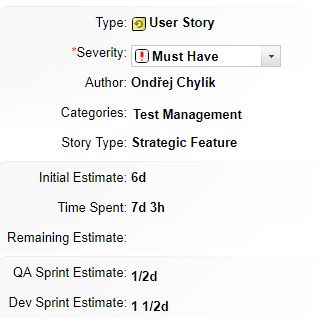 Type: User Story
*Severity: Must Have
Author: Ondřej Chylík
Categories: Test Management
Story Type: Strategic Feature
Initial Estimate: 6d
Time Spent: 7d 3h
Remaining Estimate:
QA Sprint Estimate: 1/2d
Dev Sprint Estimate: 1 1/2d